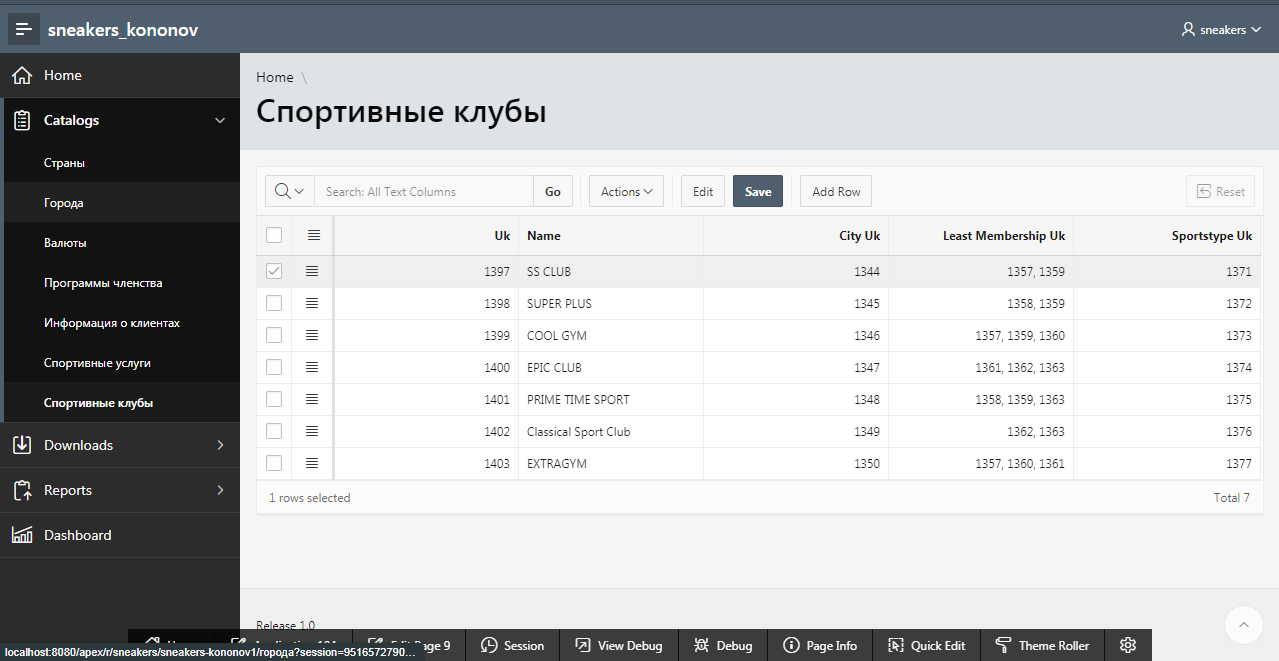 sneakers_kononov
sneakers
Home
Catalogs
Страны
Города
Валюты
Программы членства
Информация о клиентах
Спортивные услуги
Спортивные клубы
Downloads
Reports
Dashboard
Home \
Спортивные клубы
Search: All Text Columns Go Actions Edit Save Add Row Reset
Uk Name City Uk Least Membership Uk Sportstype Uk
1397 SS CLUB 1344 1357, 1359 1371
1398 SUPER PLUS 1345 1358, 1359 1372
1399 COOL GYM 1346 1357, 1359, 1360 1373
1400 EPIC CLUB 1347 1361, 1362, 1363 1374
1401 PRIME TIME SPORT 1348 1358, 1359, 1363 1375
1402 Classical Sport Club 1349 1362, 1363 1376
1403 EXTRAGYM 1350 1357, 1360, 1361 1377
1 rows selected Total 7
Release 1.0
Session View Debug Debug Page Info Quick Edit Theme Roller
localhost:8080/apex/r/sneakers/sneakers-kononov1/города?session=9516572790...